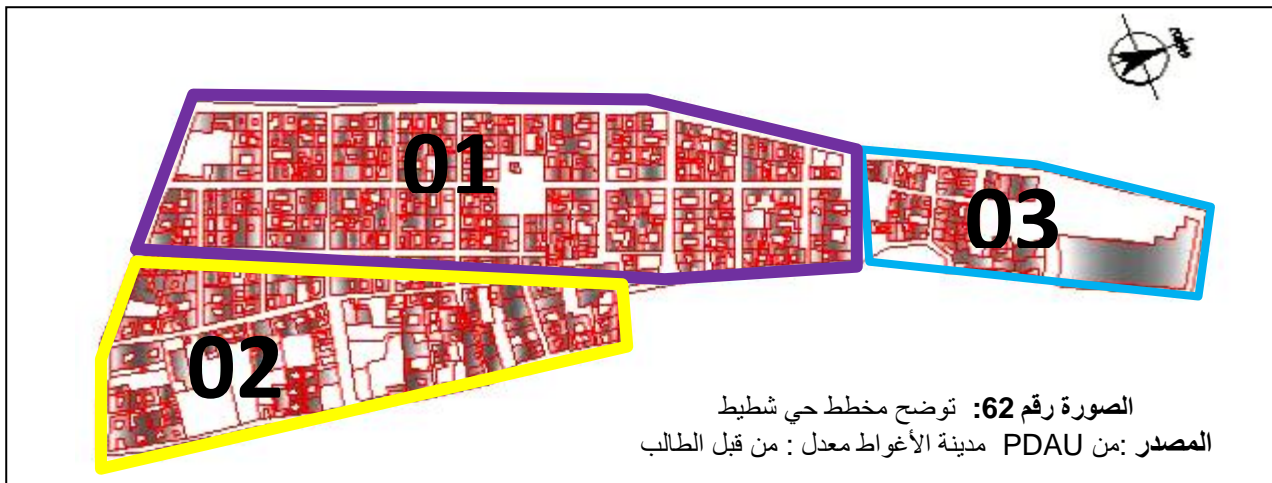 01
03
02
الصورة رقم 62: توضح مخطط حي شطيط
المصدر :من PDAU مدينة الأغواط معدل : من قبل الطالب